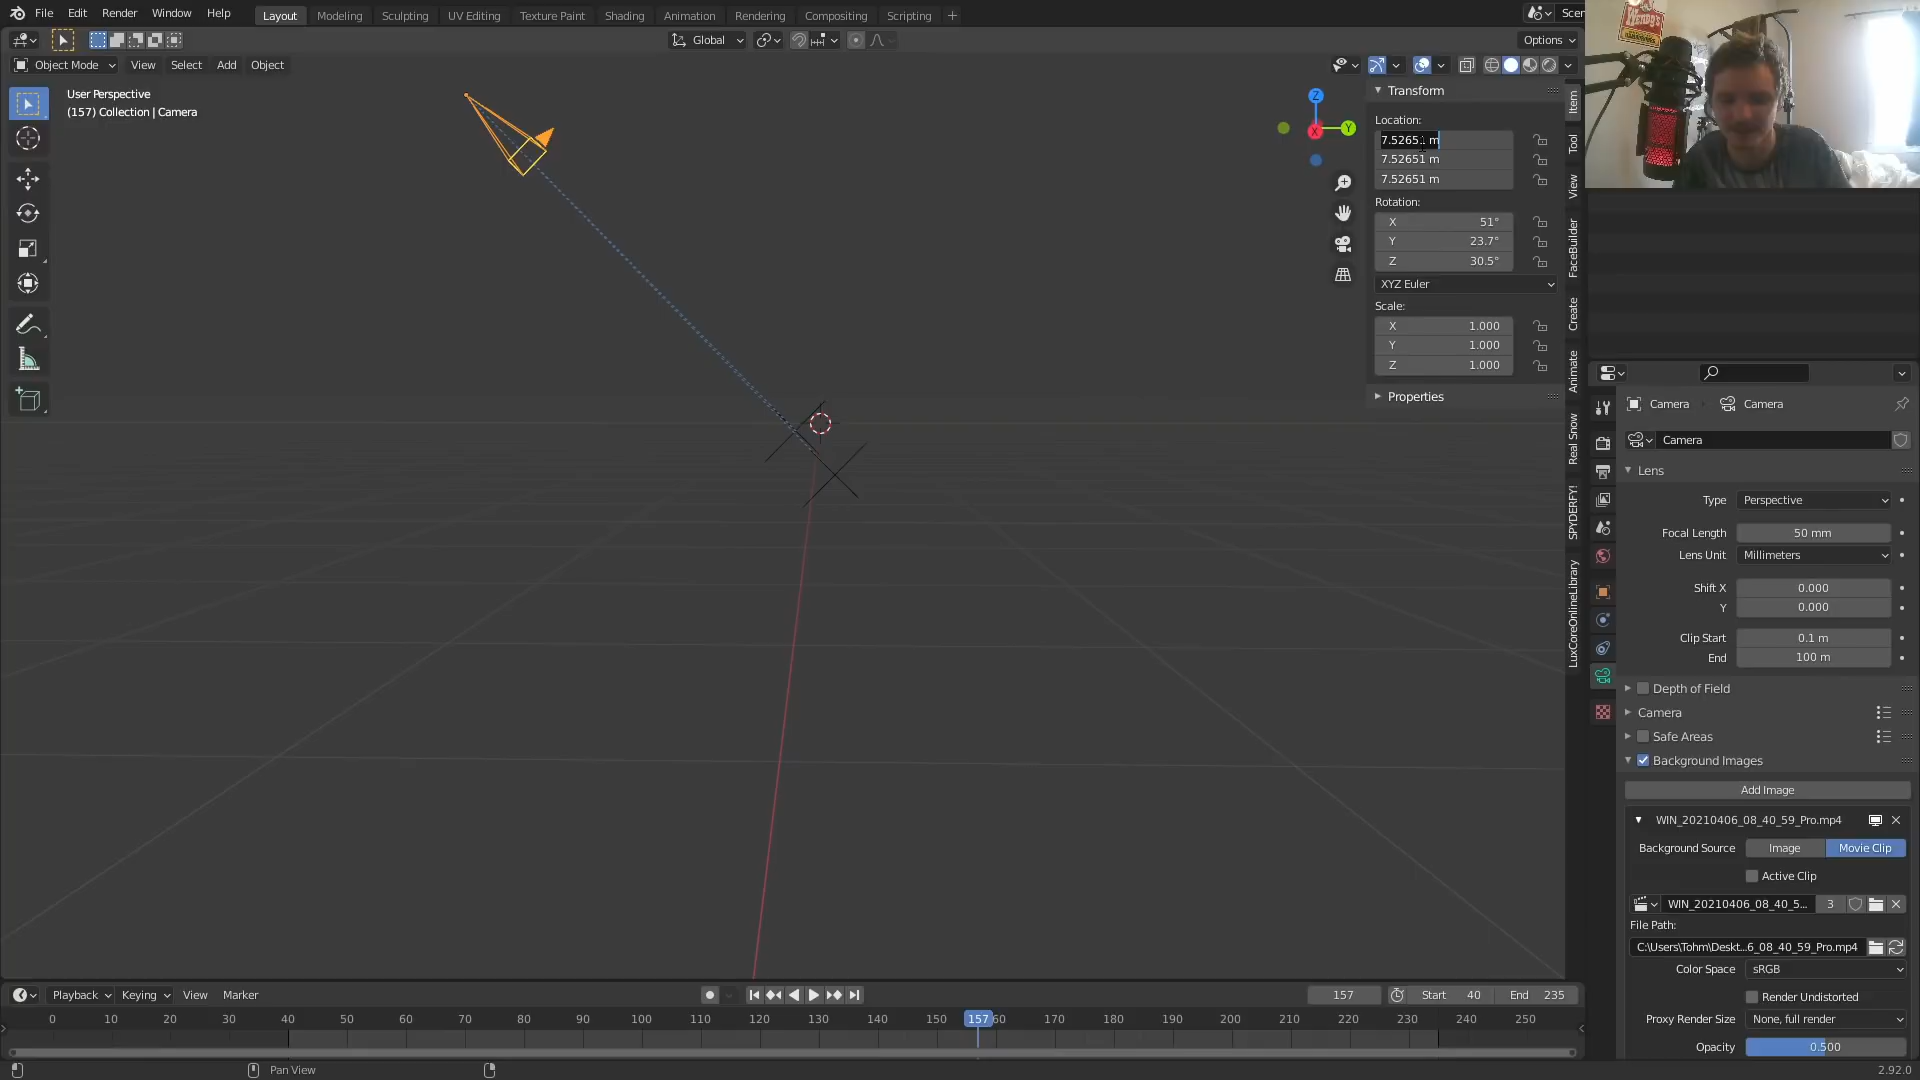 File Edit Render Window Help
Layout Modeling Sculpting UV Editing Texture Paint Shading Animation Rendering Compositing Scripting
Scen
Global
Options
Object Mode View Select Add Object
User Perspective
(157) Collection | Camera
Z
Y
X
Transform
Location:
7.52651 m
7.52651 m
7.52651 m
Rotation:
X 51°
Y 23.7°
Z 30.5°
XYZ Euler
Scale:
X 1.000
Y 1.000
Z 1.000
Properties
Item
Tool
View
FaceBuilder
Create
Animate
Real Snow
SPYDERFY!
LuxCoreOnlineLibrary
Camera Camera
Camera
Lens
Type Perspective
Focal Length 50 mm
Lens Unit Millimeters
Shift X 0.000
Y 0.000
Clip Start 0.1 m
End 100 m
Depth of Field
Camera
Safe Areas
Background Images
Add Image
WIN_20210406_08_40_59_Pro.mp4
Background Source Image Movie Clip
Active Clip
WIN_20210406_08_40_5... 3
File Path:
C:\Users\Tohm\Deskt...6_08_40_59_Pro.mp4
Color Space sRGB
Render Undistorted
Proxy Render Size None, full render
Opacity 0.500
Playback Keying View Marker
157 Start 40 End 235
0 10 20 30 40 50 60 70 80 90 100 110 120 130 140 150 157 60 170 180 190 200 210 220 230 240 250
Pan View
2.92.0